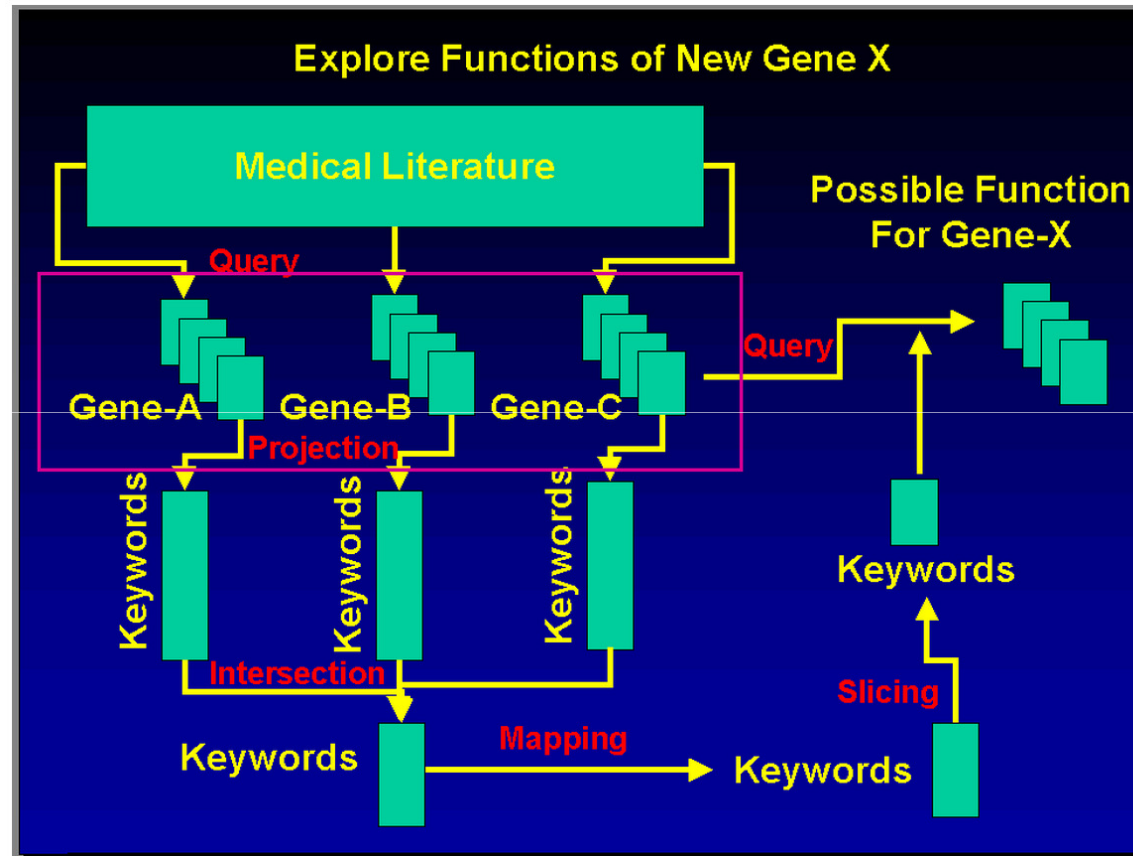 Explore Functions of New Gene X
Medical Literature
Possible Function
For Gene-X
Query
Query
Gene-A
Gene-B
Gene-C
Projection
Keywords
Keywords
Keywords
Keywords
Intersection
Slicing
Mapping
Keywords
Keywords